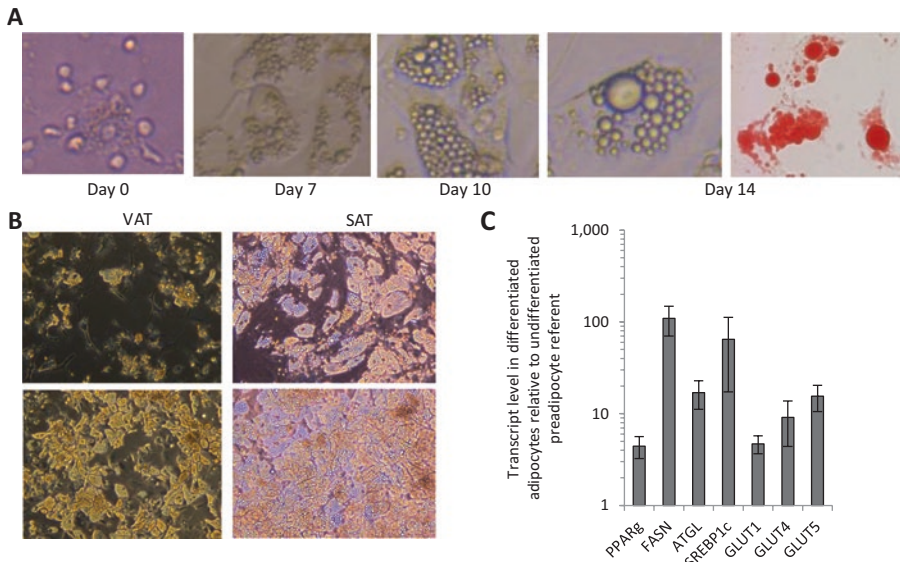 A
Day 0
Day 7
Day 10
Day 14
B
VAT
SAT
C
Transcript level in differentiated
adipocytes relative to undifferentiated
preadipocyte referent
1,000
100
10
1
PPARg
FASN
ATGL
SREBP1c
GLUT1
GLUT4
GLUT5